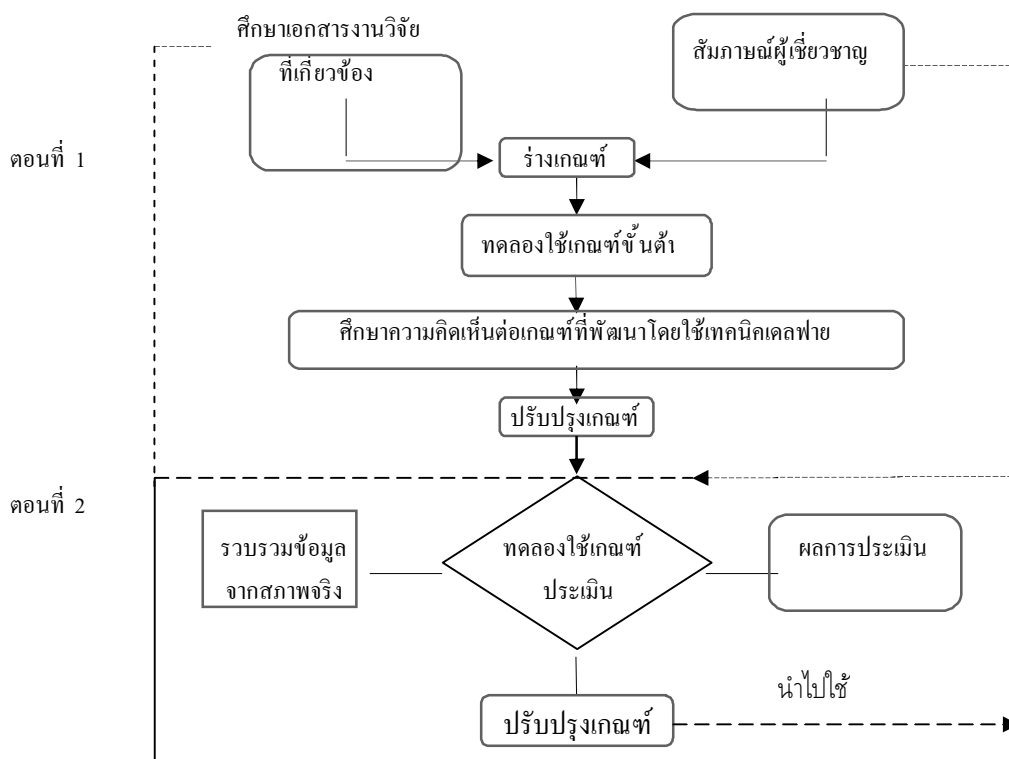 ศึกษาเอกสารงานวิจัย
ที่เกี่ยวข้อง
สัมภาษณ์ผู้เชี่ยวชาญ
ตอนที่ 1
ร่างเกณฑ์
ทดลองใช้เกณฑ์ขั้นต้า
ศึกษาความคิดเห็นต่อเกณฑ์ที่พัฒนาโดยใช้เทคนิคเดลฟาย
ปรับปรุงเกณฑ์
ตอนที่ 2
รวบรวมข้อมูล
จากสภาพจริง
ทดลองใช้เกณฑ์
ประเมิน
ผลการประเมิน
นำไปใช้
ปรับปรุงเกณฑ์